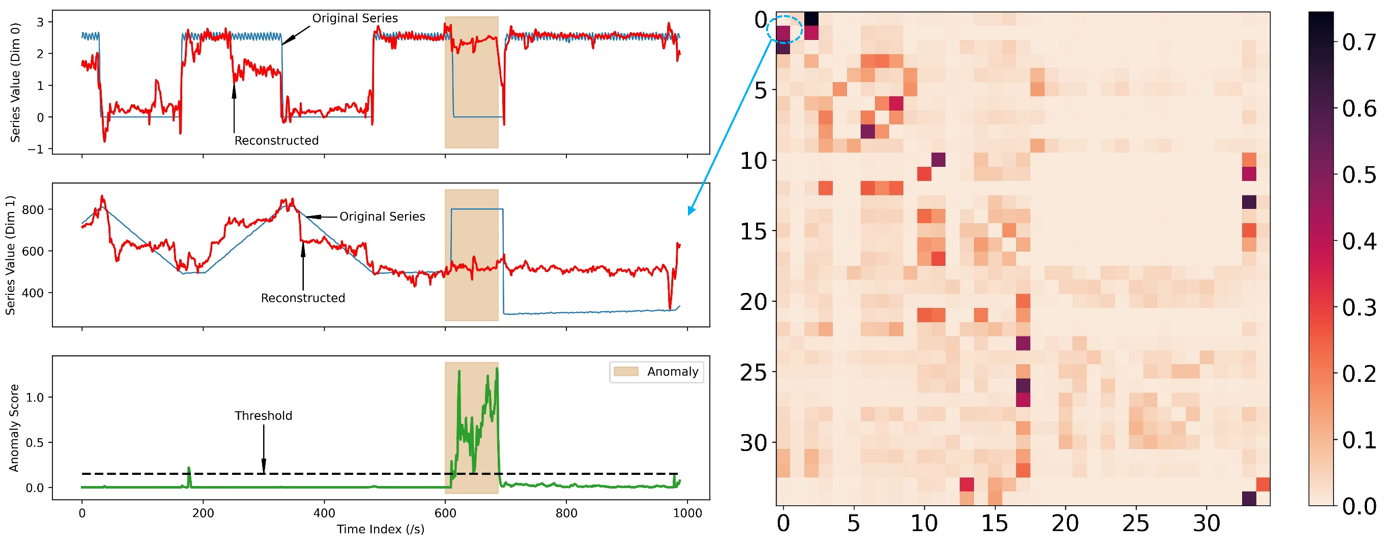 Series Value (Dim 0)
3
2
1
0
−1
Original Series
Reconstructed
Series Value (Dim 1)
800
600
400
Original Series
Reconstructed
Anomaly Score
1.0
0.5
0.0
Threshold
Anomaly
0 200 400 600 800 1000
Time Index (/s)
0
5
10
15
20
25
30
0 5 10 15 20 25 30
0.7
0.6
0.5
0.4
0.3
0.2
0.1
0.0